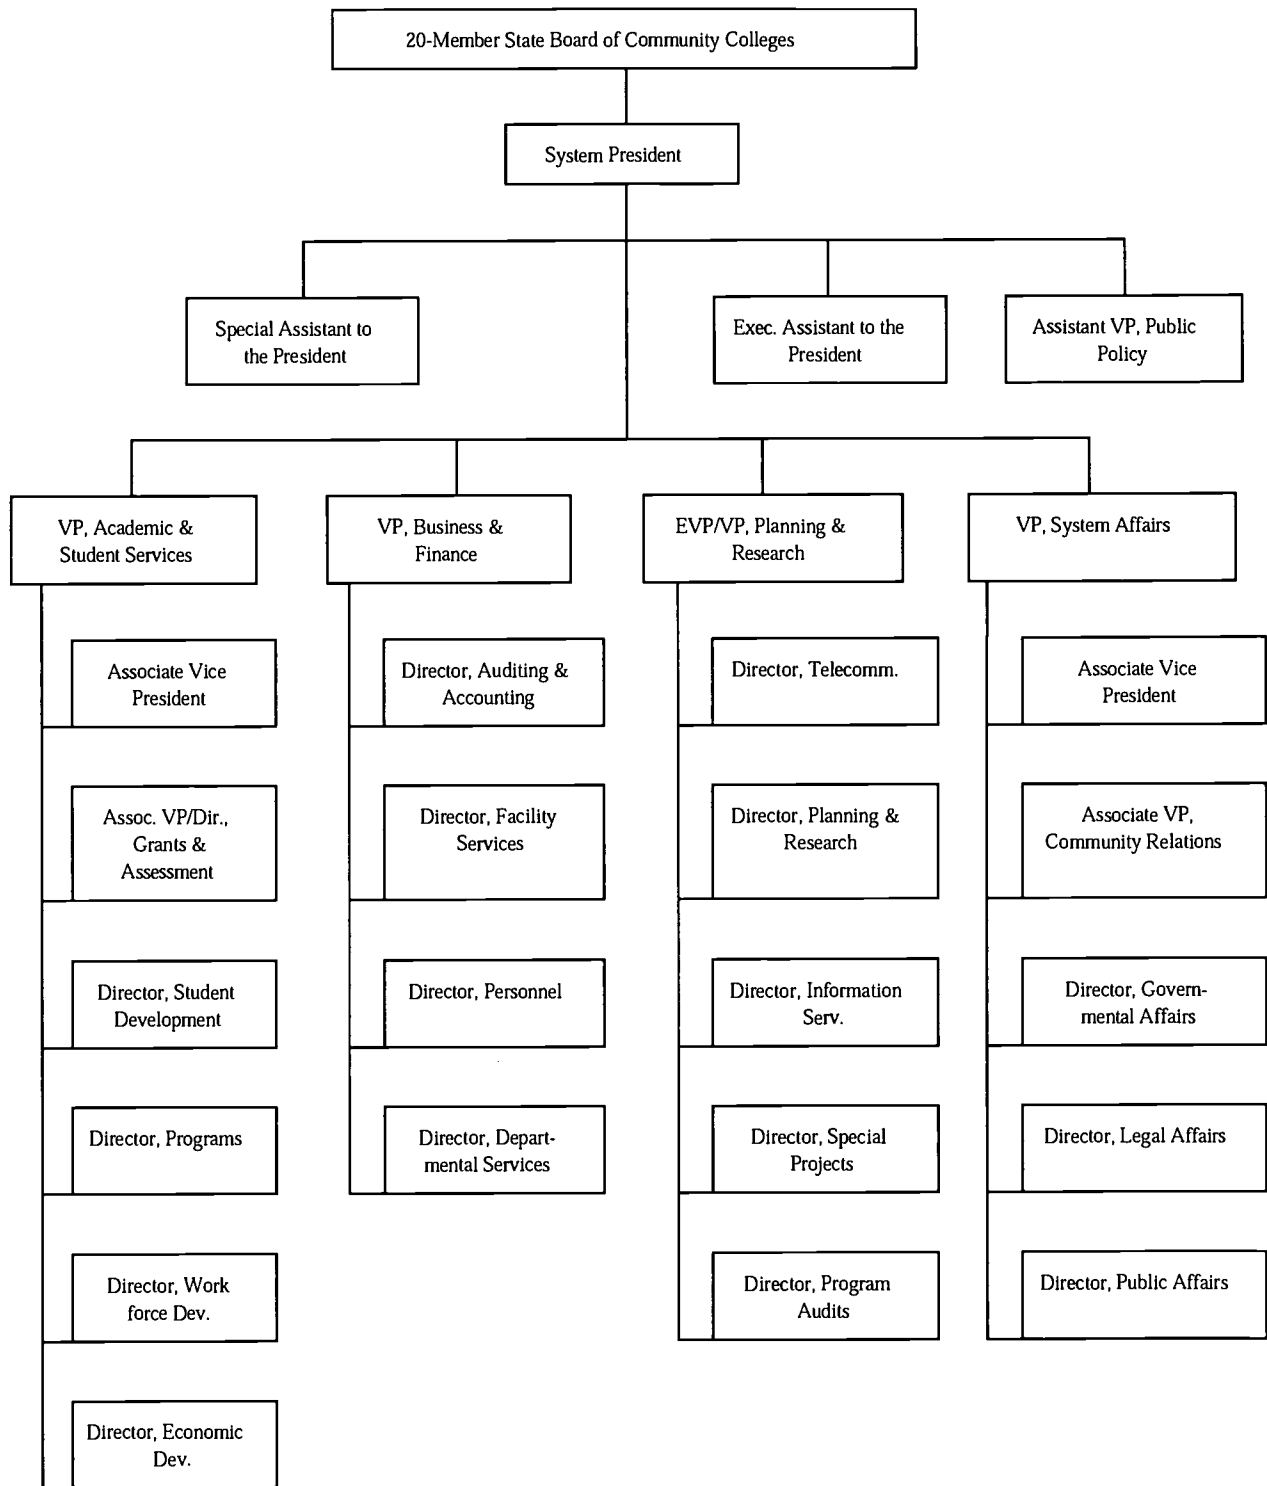 20-Member State Board of Community Colleges
System President
Special Assistant to
the President
Exec. Assistant to the
President
Assistant VP, Public
Policy
VP, Academic &
Student Services
VP, Business &
Finance
EVP/VP, Planning &
Research
VP, System Affairs
Associate Vice
President
Director, Auditing &
Accounting
Director, Telecomm.
Associate Vice
President
Assoc. VP/Dir.,
Grants &
Assessment
Director, Facility
Services
Director, Planning &
Research
Associate VP,
Community Relations
Director, Student
Development
Director, Personnel
Director, Information
Serv.
Director, Govern-
mental Affairs
Director, Programs
Director, Depart-
mental Services
Director, Special
Projects
Director, Legal Affairs
Director, Work
force Dev.
Director, Program
Audits
Director, Public Affairs
Director, Economic
Dev.